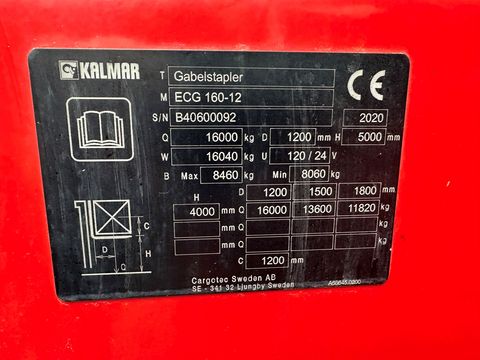 KALMAR T Gabelstapler CE
M ECG 160-12
S/N B40600092 2020
Q 16000 kg D 1200 mm H 5000 mm
W 16040 kg U 120 / 24 V
B Max 8460 kg Min 8060 kg
D 1200 1500 1800 mm
H
4000 mm Q 16000 13600 11820 kg
mm Q kg
mm Q kg
C 1200 mm
C
D
H
Q
Cargotec Sweden AB
SE - 341 32 Ljungby Sweden A56645.0200